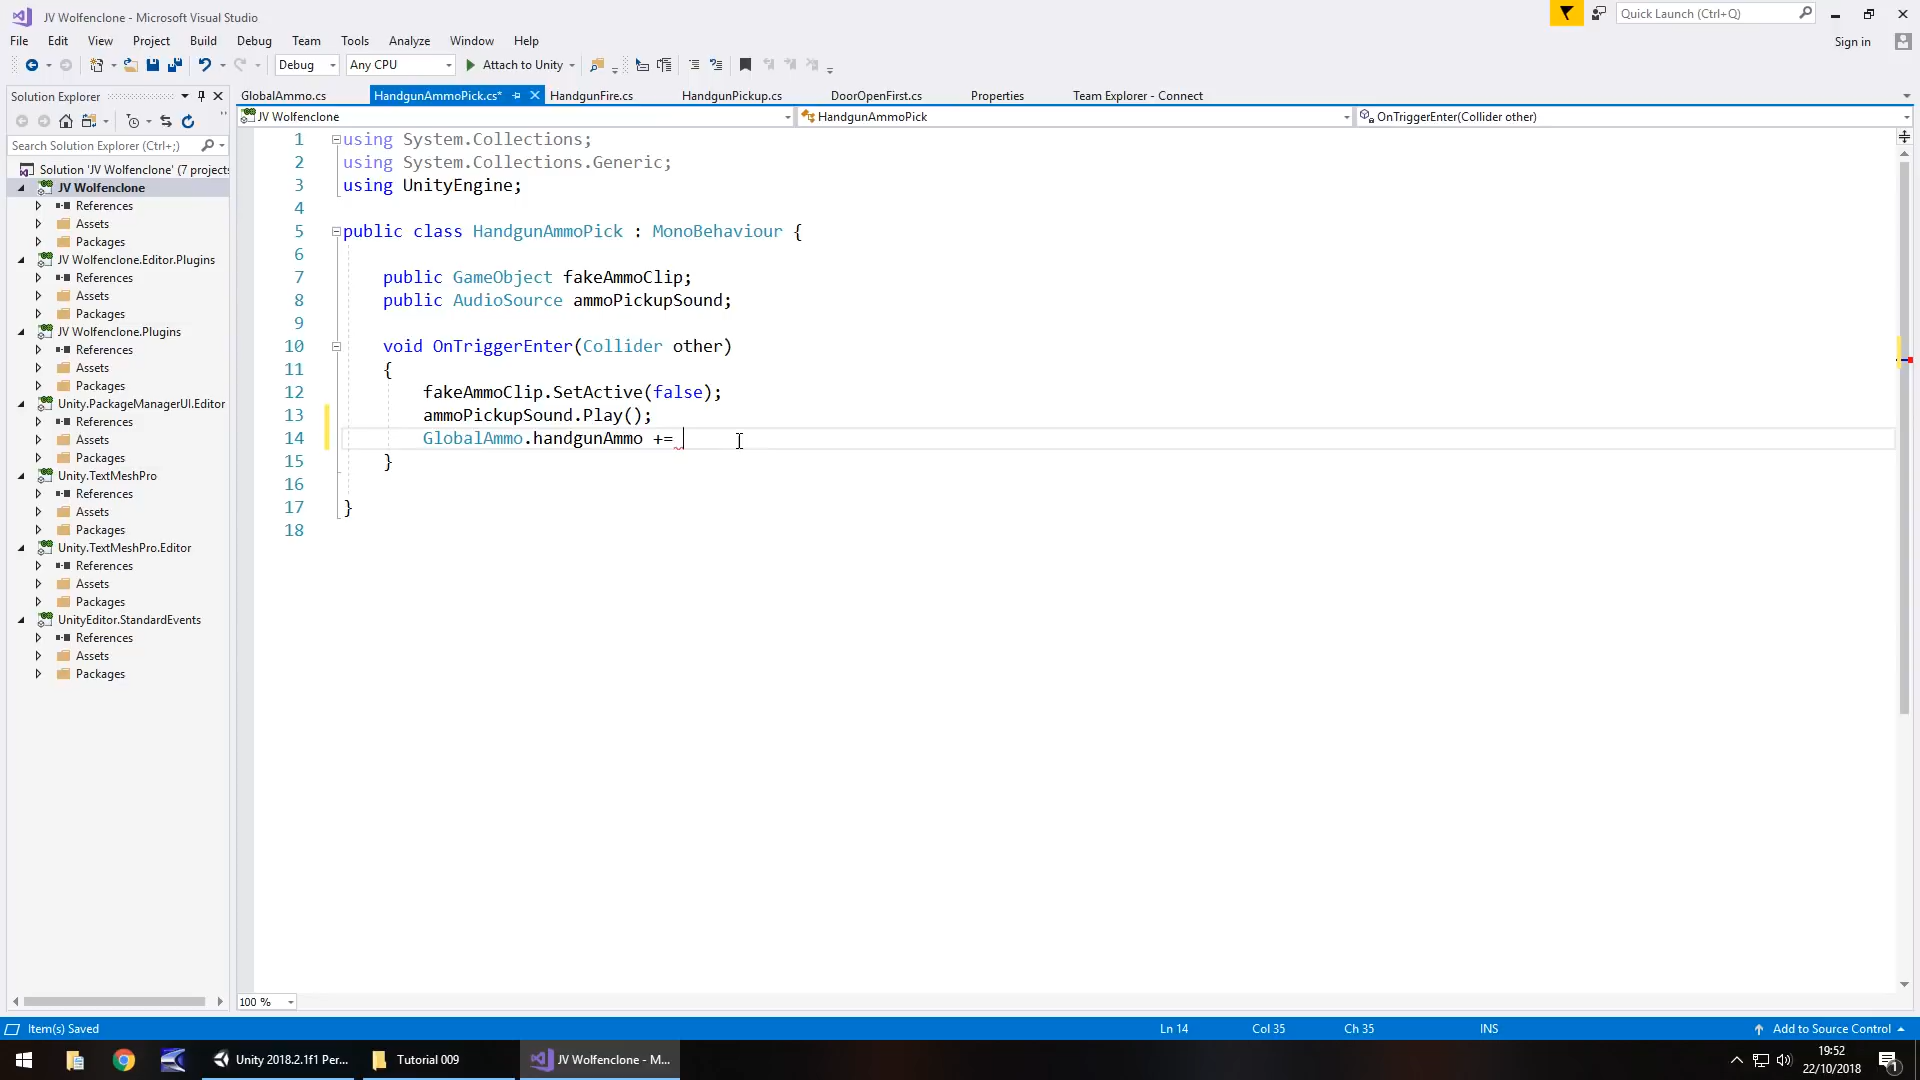 JV Wolfenclone - Microsoft Visual Studio
Quick Launch (Ctrl+Q)
File Edit View Project Build Debug Team Tools Analyze Window Help
Sign in
Debug Any CPU Attach to Unity
Solution Explorer
GlobalAmmo.cs HandgunAmmoPick.cs* HandgunFire.cs HandgunPickup.cs DoorOpenFirst.cs Properties Team Explorer - Connect
JV Wolfenclone HandgunAmmoPick OnTriggerEnter(Collider other)
Search Solution Explorer (Ctrl+;)
Solution 'JV Wolfenclone' (7 projects
JV Wolfenclone
References
Assets
Packages
JV Wolfenclone.Editor.Plugins
References
Assets
Packages
JV Wolfenclone.Plugins
References
Assets
Packages
Unity.PackageManagerUI.Editor
References
Assets
Packages
Unity.TextMeshPro
References
Assets
Packages
Unity.TextMeshPro.Editor
References
Assets
Packages
UnityEditor.StandardEvents
References
Assets
Packages
1 using System.Collections;
2 using System.Collections.Generic;
3 using UnityEngine;
4
5 public class HandgunAmmoPick : MonoBehaviour {
6
7 public GameObject fakeAmmoClip;
8 public AudioSource ammoPickupSound;
9
10 void OnTriggerEnter(Collider other)
11 {
12 fakeAmmoClip.SetActive(false);
13 ammoPickupSound.Play();
14 GlobalAmmo.handgunAmmo +=
15 }
16
17 }
18
100 %
Item(s) Saved Ln 14 Col 35 Ch 35 INS Add to Source Control
Unity 2018.2.1f1 Per... Tutorial 009 JV Wolfenclone - M...
19:52
22/10/2018
1